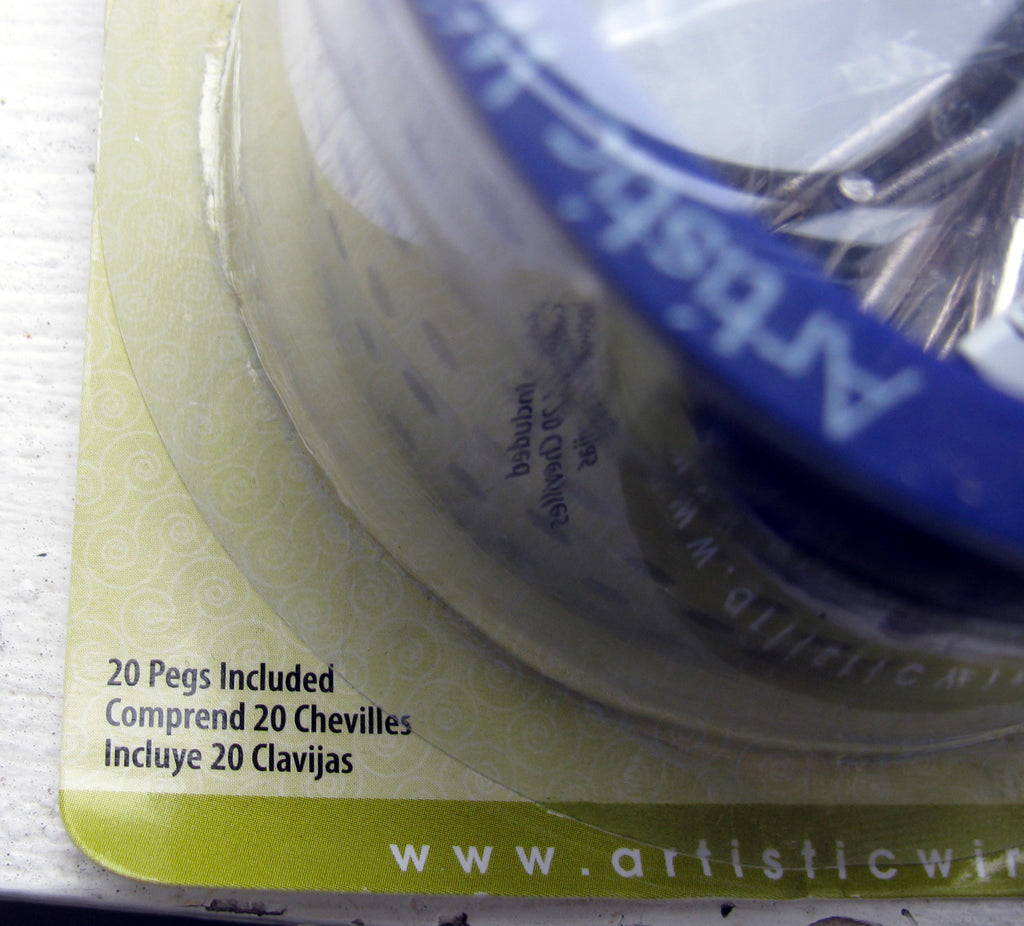 Artistic
20 Pegs Included
Comprend 20 Chevilles
Incluye 20 Clavijas
www.artisticwir